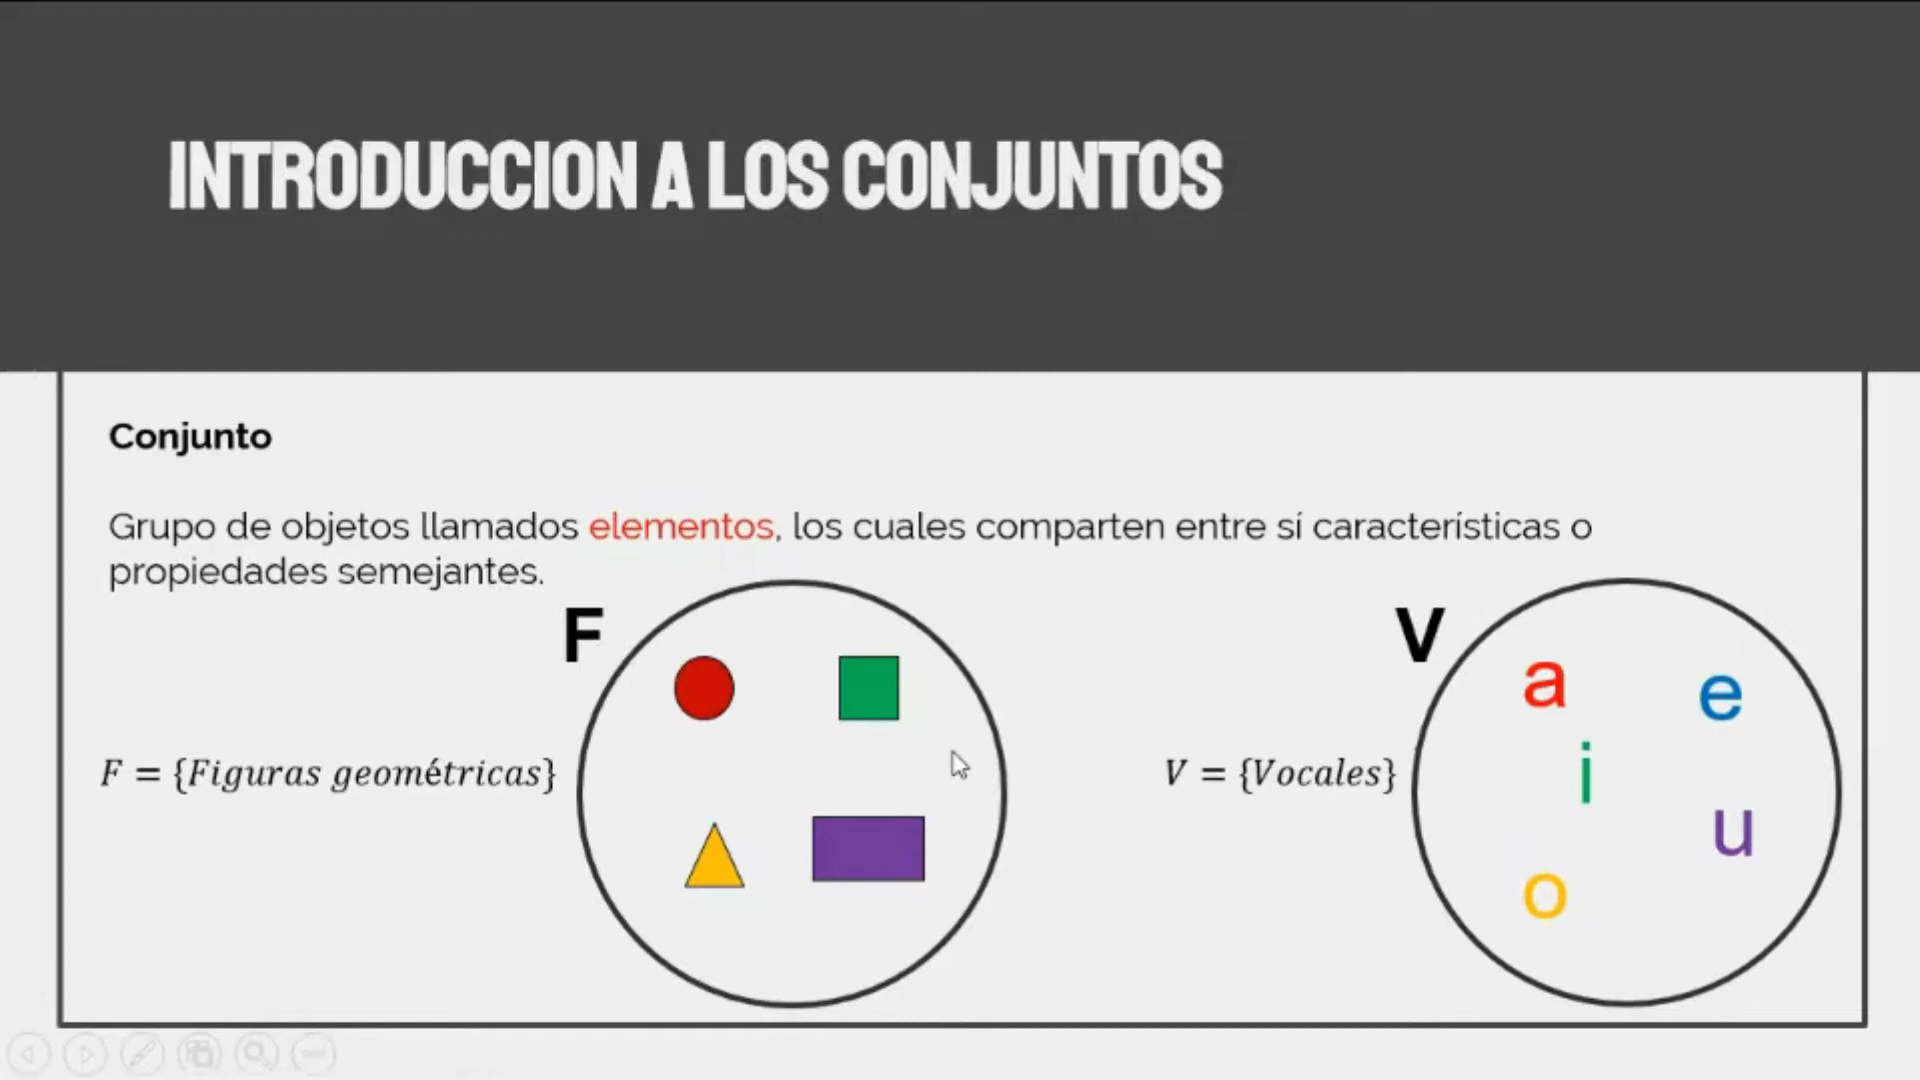 INTRODUCCION A LOS CONJUNTOS
Conjunto
Grupo de objetos llamados elementos, los cuales comparten entre sí características o
propiedades semejantes.
F
V
a
e
F = {Figuras geométricas}
V = {Vocales}
i
u
o